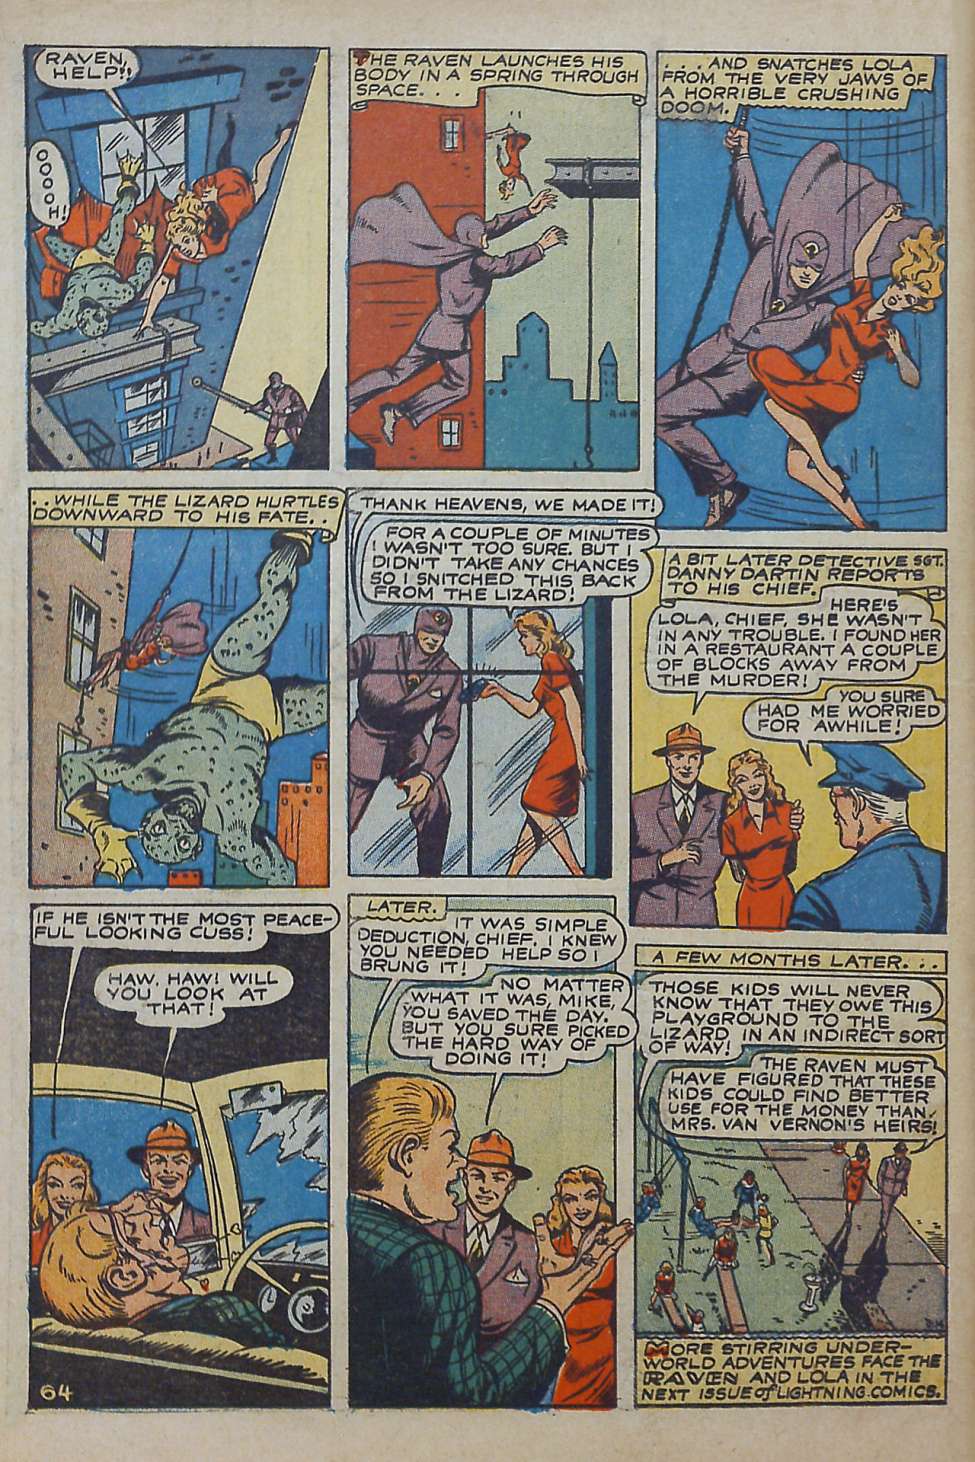 RAVEN,
HELP!!
OOOOH!
THE RAVEN LAUNCHES HIS
BODY IN A SPRING THROUGH
SPACE....
...AND SNATCHES LOLA
FROM THE VERY JAWS OF
A HORRIBLE CRUSHING
DOOM.
..WHILE THE LIZARD HURTLES
DOWNWARD TO HIS FATE..
THANK HEAVENS, WE MADE IT!
FOR A COUPLE OF MINUTES
I WASN'T TOO SURE. BUT I
DIDN'T TAKE ANY CHANCES
SO I SNITCHED THIS BACK
FROM THE LIZARD!
A BIT LATER DETECTIVE SGT.
DANNY DARTIN REPORTS
TO HIS CHIEF.
HERE'S
LOLA, CHIEF, SHE WASN'T
IN ANY TROUBLE. I FOUND HER
IN A RESTAURANT A COUPLE
OF BLOCKS AWAY FROM
THE MURDER!
YOU SURE
HAD ME WORRIED
FOR AWHILE!
IF HE ISN'T THE MOST PEACE-
FUL LOOKING CUSS!
HAW, HAW! WILL
YOU LOOK AT
THAT!
64
LATER.
IT WAS SIMPLE
DEDUCTION, CHIEF. I KNEW
YOU NEEDED HELP SO I
BRUNG IT!
NO MATTER
WHAT IT WAS, MIKE,
YOU SAVED THE DAY.
BUT YOU SURE PICKED
THE HARD WAY OF
DOING IT!
A FEW MONTHS LATER...
THOSE KIDS WILL NEVER
KNOW THAT THEY OWE THIS
PLAYGROUND TO THE
LIZARD IN AN INDIRECT SORT
OF WAY!
THE RAVEN MUST
HAVE FIGURED THAT THESE
KIDS COULD FIND BETTER
USE FOR THE MONEY THAN
MRS. VAN VERNON'S HEIRS!
MORE STIRRING UNDER-
WORLD ADVENTURES FACE THE
RAVEN AND LOLA IN THE
NEXT ISSUE of LIGHTNING COMICS.